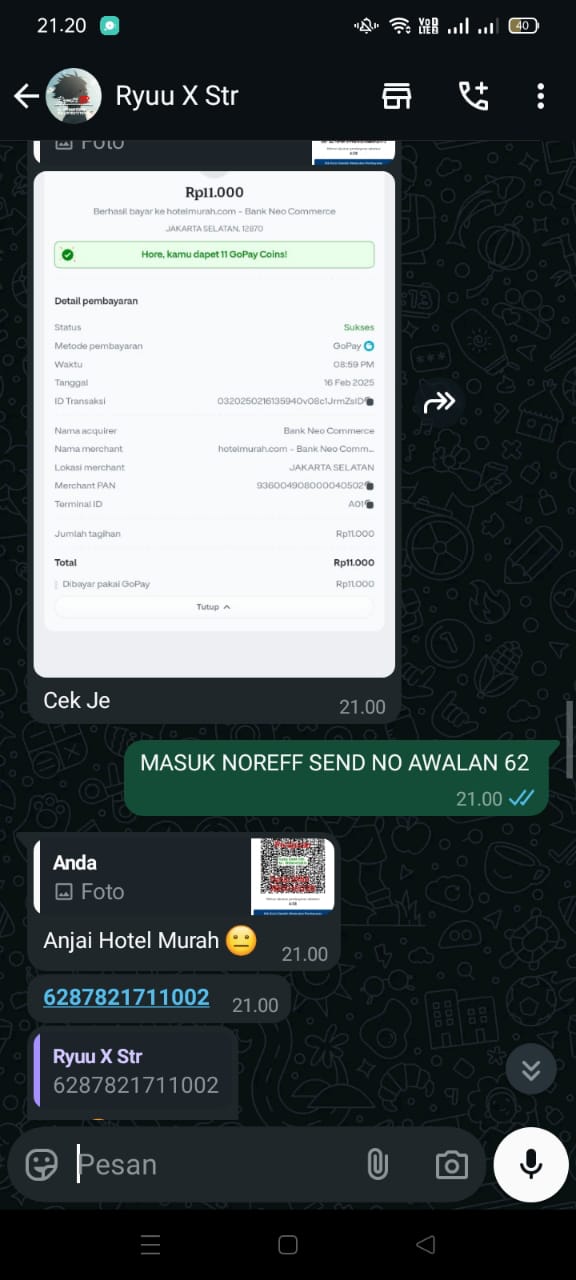 21.20
VoD
LTE2
40
Ryuu X Str
Foto
Rp11.000
Berhasil bayar ke hotelmurah.com - Bank Neo Commerce
JAKARTA SELATAN, 12870
Hore, kamu dapet 11 GoPay Coins!
Detail pembayaran
Status Sukses
Metode pembayaran GoPay
Waktu 08:59 PM
Tanggal 16 Feb 2025
ID Transaksi 0320250216135940v08c1JrmZsID
Nama acquirer Bank Neo Commerce
Nama merchant hotelmurah.com - Bank Neo Comm...
Lokasi merchant JAKARTA SELATAN
Merchant PAN 936004908000040502
Terminal ID A01
Jumlah tagihan Rp11.000
Total Rp11.000
Dibayar pakai GoPay Rp11.000
Tutup
Cek Je
21.00
MASUK NOREFF SEND NO AWALAN 62
21.00
Anda
Foto
Anjai Hotel Murah 😐
21.00
6287821711002
21.00
Ryuu X Str
6287821711002
Pesan